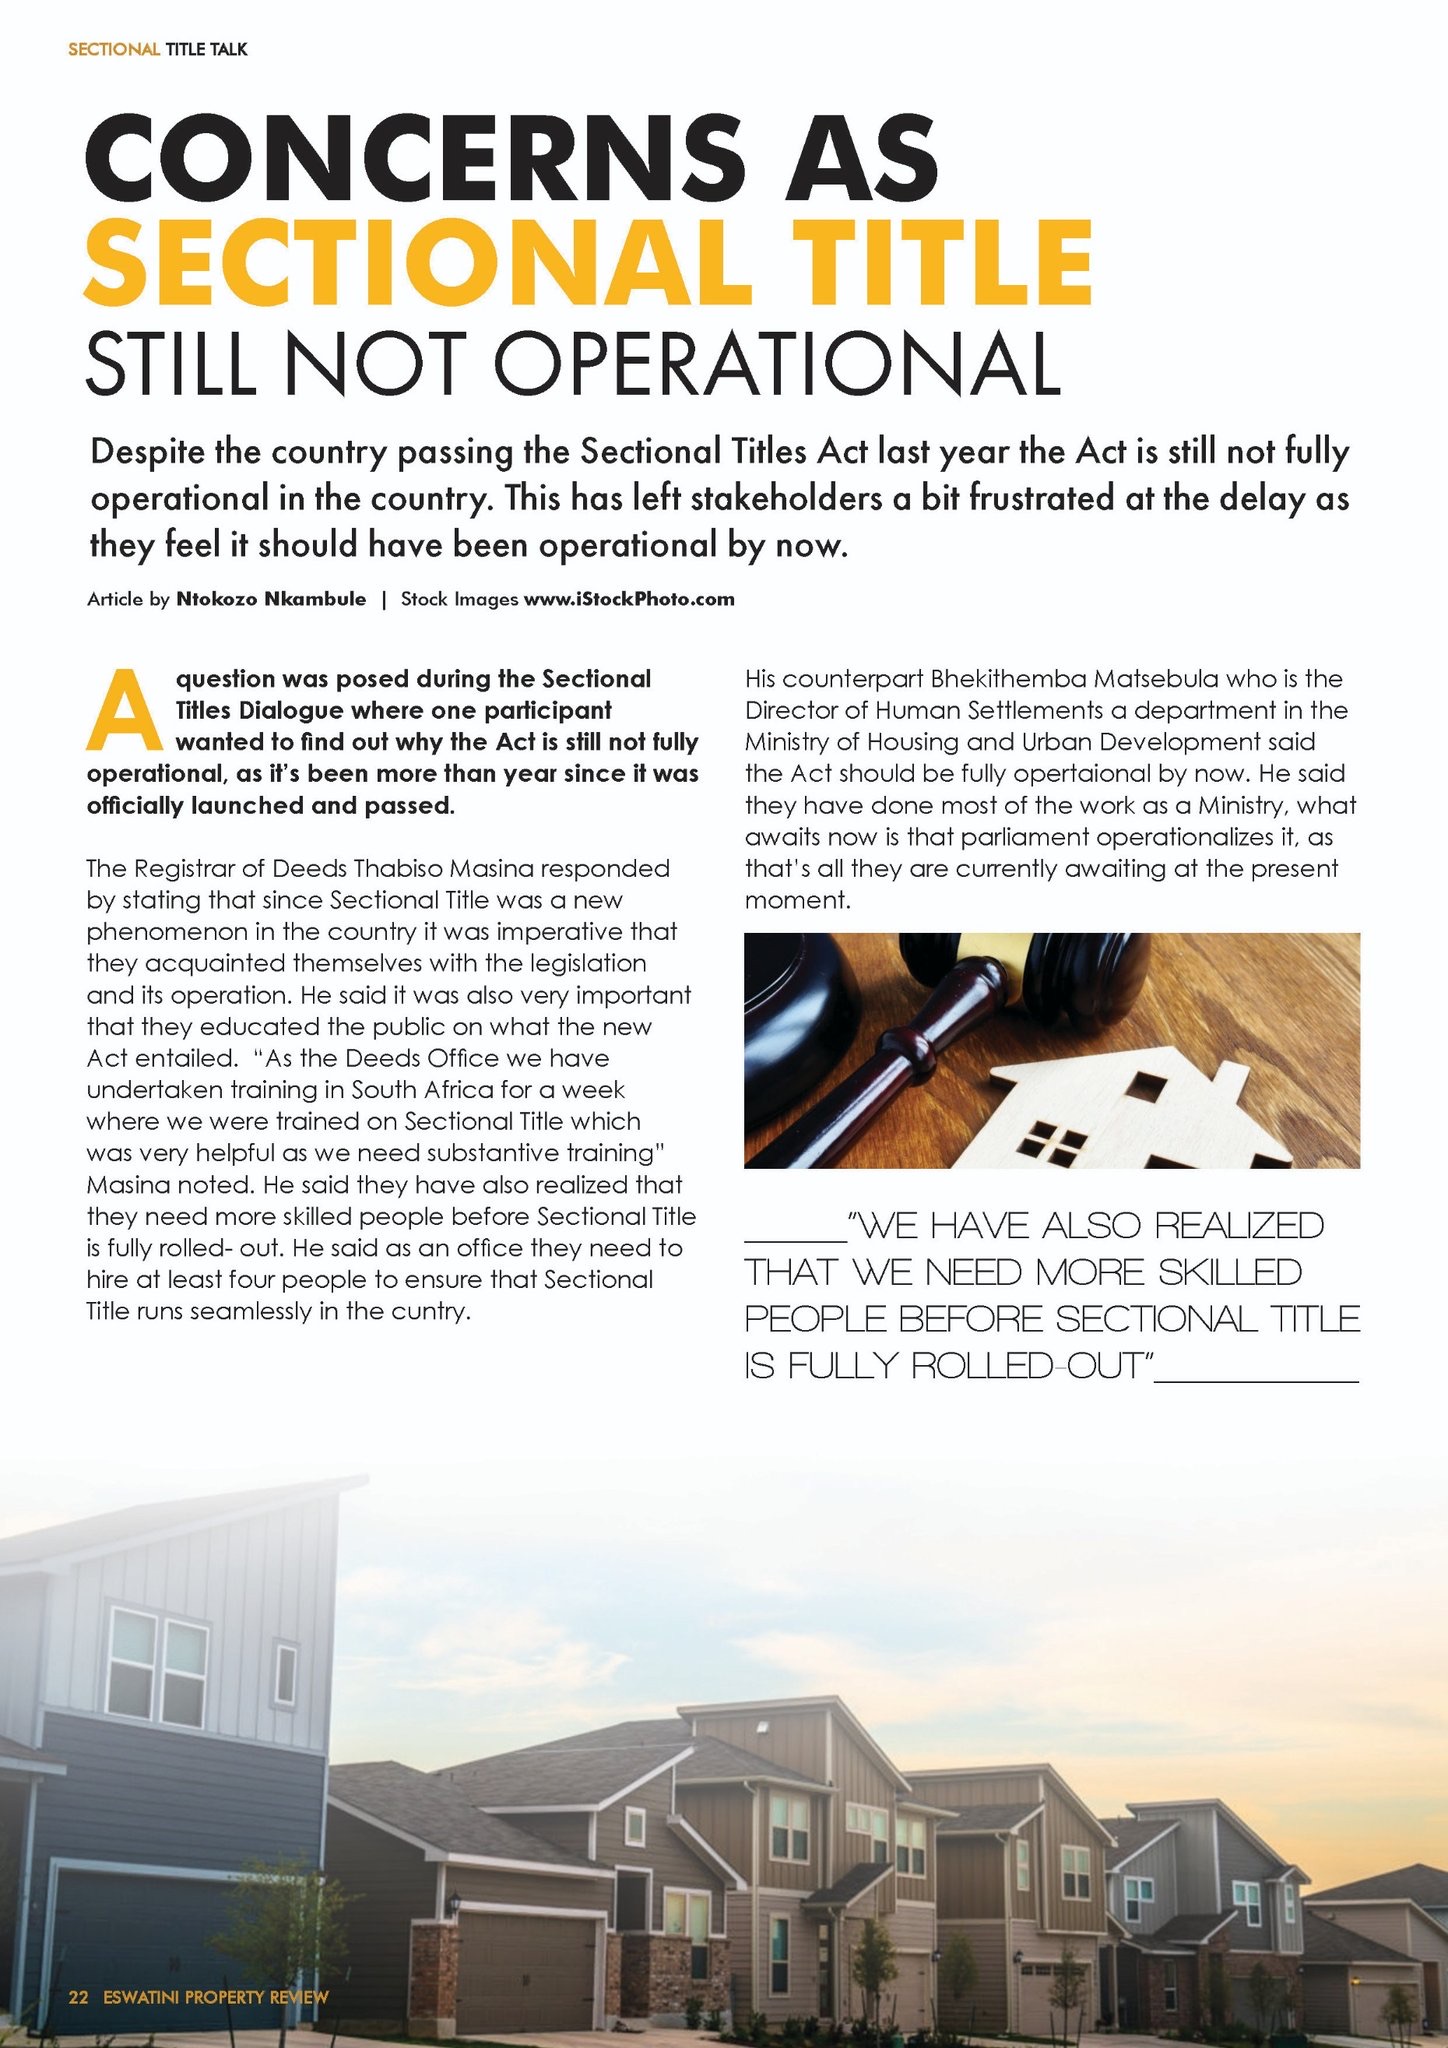 SECTIONAL TITLE TALK
CONCERNS AS
SECTIONAL TITLE
STILL NOT OPERATIONAL
Despite the country passing the Sectional Titles Act last year the Act is still not fully
operational in the country. This has left stakeholders a bit frustrated at the delay as
they feel it should have been operational by now.
Article by Ntokozo Nkambule | Stock Images www.iStockPhoto.com
A question was posed during the Sectional
Titles Dialogue where one participant
wanted to find out why the Act is still not fully
operational, as it's been more than year since it was
officially launched and passed.
The Registrar of Deeds Thabiso Masina responded
by stating that since Sectional Title was a new
phenomenon in the country it was imperative that
they acquainted themselves with the legislation
and its operation. He said it was also very important
that they educated the public on what the new
Act entailed. “As the Deeds Office we have
undertaken training in South Africa for a week
where we were trained on Sectional Title which
was very helpful as we need substantive training"
Masina noted. He said they have also realized that
they need more skilled people before Sectional Title
is fully rolled- out. He said as an office they need to
hire at least four people to ensure that Sectional
Title runs seamlessly in the cuntry.
His counterpart Bhekithemba Matsebula who is the
Director of Human Settlements a department in the
Ministry of Housing and Urban Development said
the Act should be fully opertaional by now. He said
they have done most of the work as a Ministry, what
awaits now is that parliament operationalizes it, as
that's all they are currently awaiting at the present
moment.
"WE HAVE ALSO REALIZED
THAT WE NEED MORE SKILLED
PEOPLE BEFORE SECTIONAL TITLE
IS FULLY ROLLED-OUT"
22 ESWATINI PROPERTY REVIEW